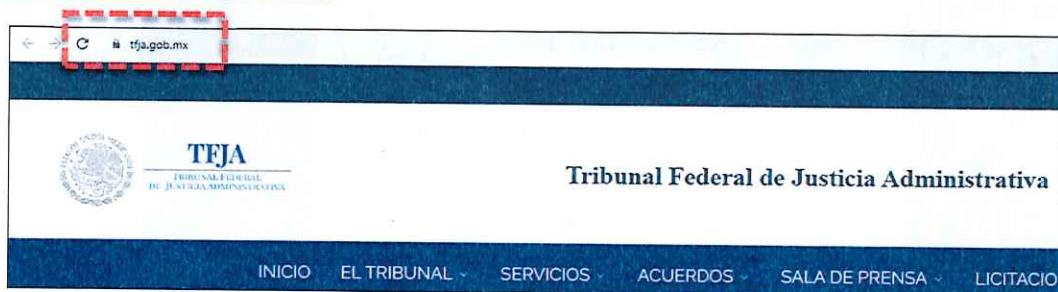 tfja.gob.mx
TFJA
TRIBUNAL FEDERAL
DE JUSTICIA ADMINISTRATIVA
Tribunal Federal de Justicia Administrativa
INICIO EL TRIBUNAL SERVICIOS ACUERDOS SALA DE PRENSA LICITACIO